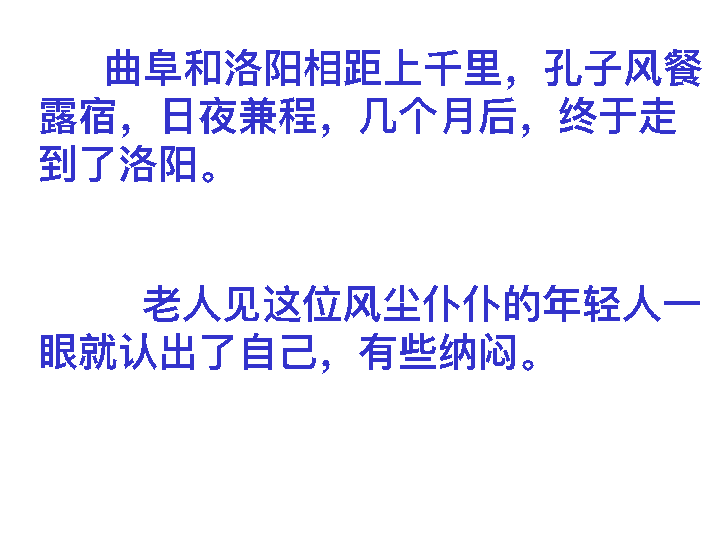 曲阜和洛阳相距上千里，孔子风餐
露宿，日夜兼程，几个月后，终于走
到了洛阳。
老人见这位风尘仆仆的年轻人一
眼就认出了自己，有些纳闷。